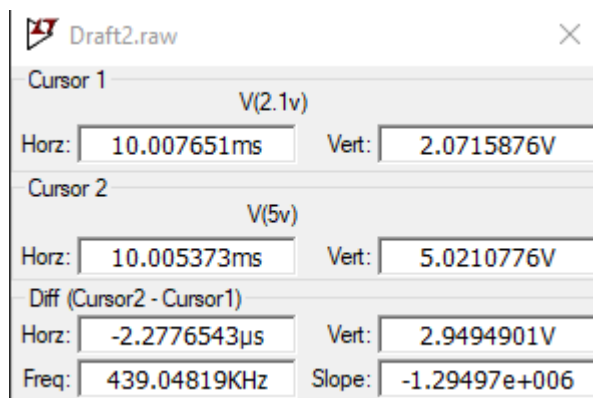 Draft2.raw
Cursor 1
V(2.1v)
Horz: 10.007651ms Vert: 2.0715876V
Cursor 2
V(5v)
Horz: 10.005373ms Vert: 5.0210776V
Diff (Cursor2 - Cursor1)
Horz: -2.2776543µs Vert: 2.9494901V
Freq: 439.04819KHz Slope: -1.29497e+006